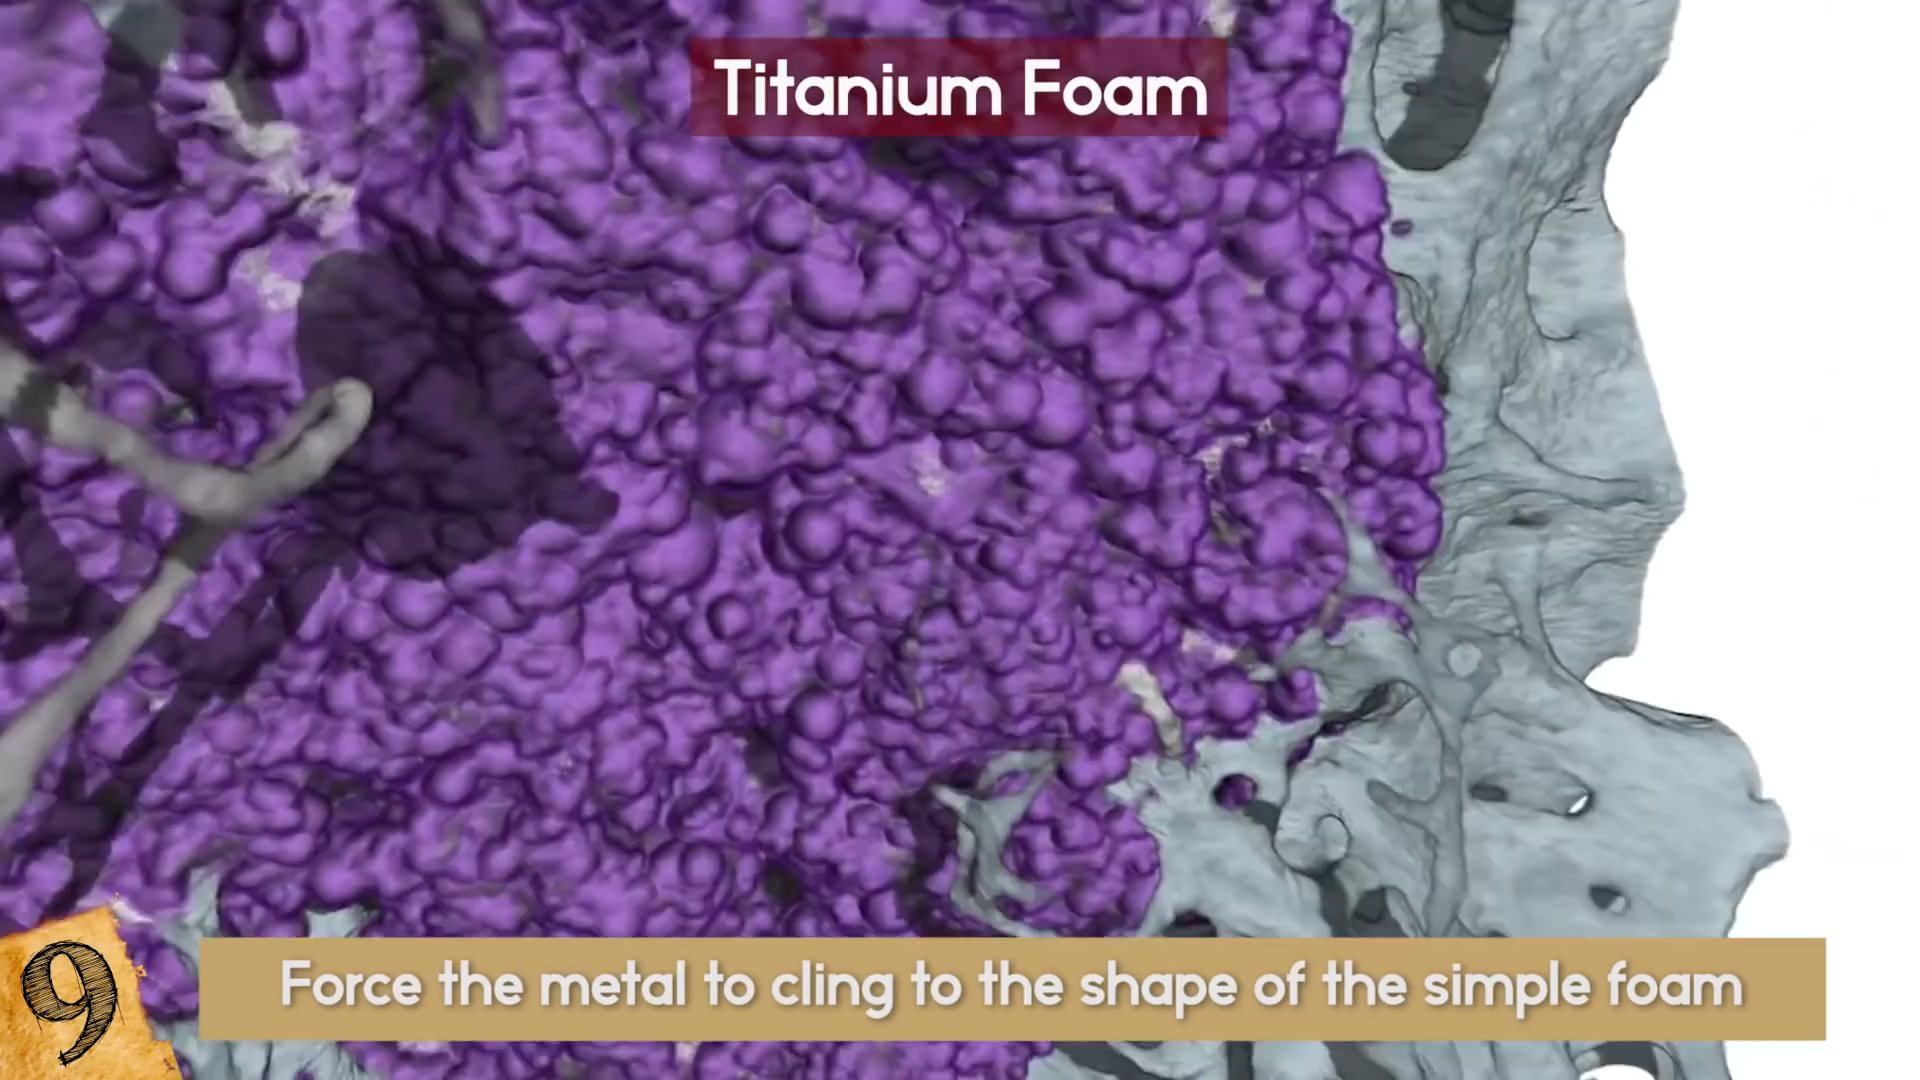 Titanium Foam
9
Force the metal to cling to the shape of the simple foam